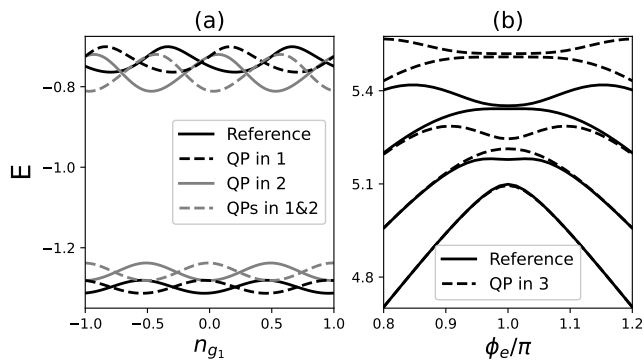 (a)
E
−0.8
−1.0
−1.2
Reference
QP in 1
QP in 2
QPs in 1&2
−1.0 −0.5 0.0 0.5 1.0
n_{g_1}
(b)
5.4
5.1
4.8
Reference
QP in 3
0.8 0.9 1.0 1.1 1.2
ϕ_e/π